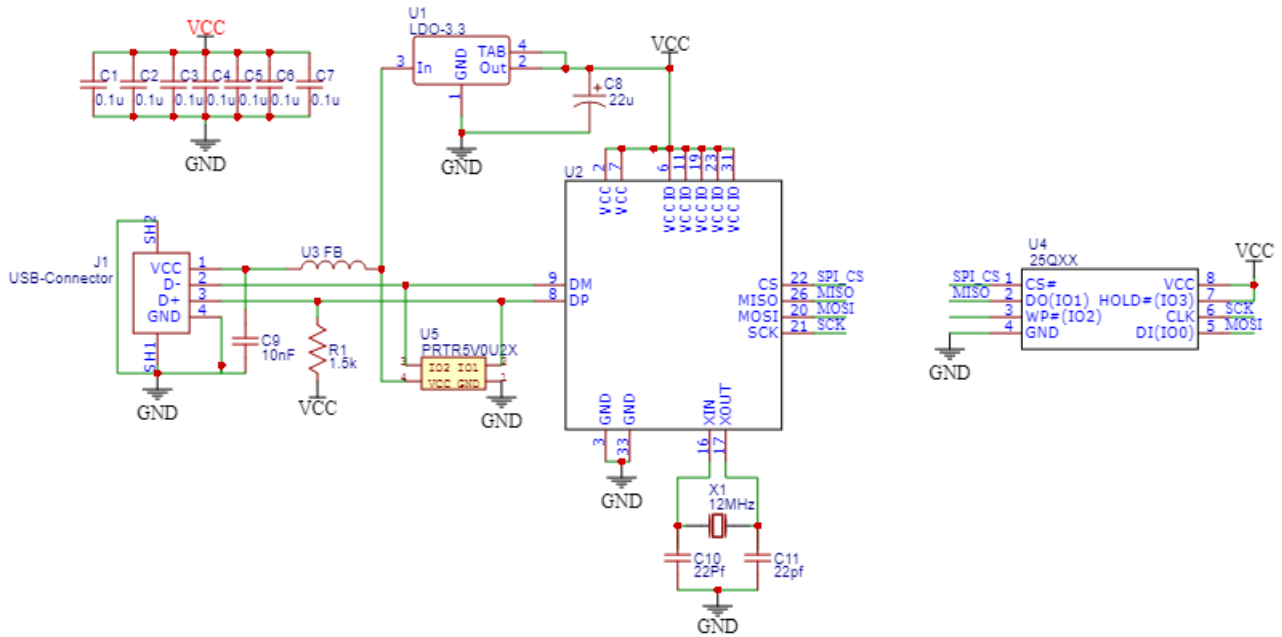 VCC
C1 C2 C3 C4 C5 C6 C7
0.1u 0.1u 0.1u 0.1u 0.1u 0.1u 0.1u
GND
U1
LDO-3.3
3 In
GND
1
TAB 4
Out 2
C8
22u
VCC
GND
J1
USB-Connector
SH2
VCC 1
D- 2
D+ 3
GND 4
SH1
GND
C9
10nF
U3 FB
R1
1.5k
VCC
U5
PRTR5V0U2X
3 IO2 IO1 2
4 VCC GND 1
GND
U2
2 7 6 11 19 23 31
VCC VCC VCCIO VCCIO VCCIO VCCIO VCCIO
9 DM
8 DP
CS 22 SPI_CS
MISO 26 MISO
MOSI 20 MOSI
SCK 21 SCK
GND GND
3 33
GND
XIN XOUT
16 17
X1
12MHz
C10
22Pf
C11
22pf
GND
U4
25QXX
VCC
SPI_CS 1 CS# VCC 8
MISO 2 DO(IO1) HOLD#(IO3) 7
3 WP#(IO2) CLK 6 SCK
4 GND DI(IO0) 5 MOSI
GND